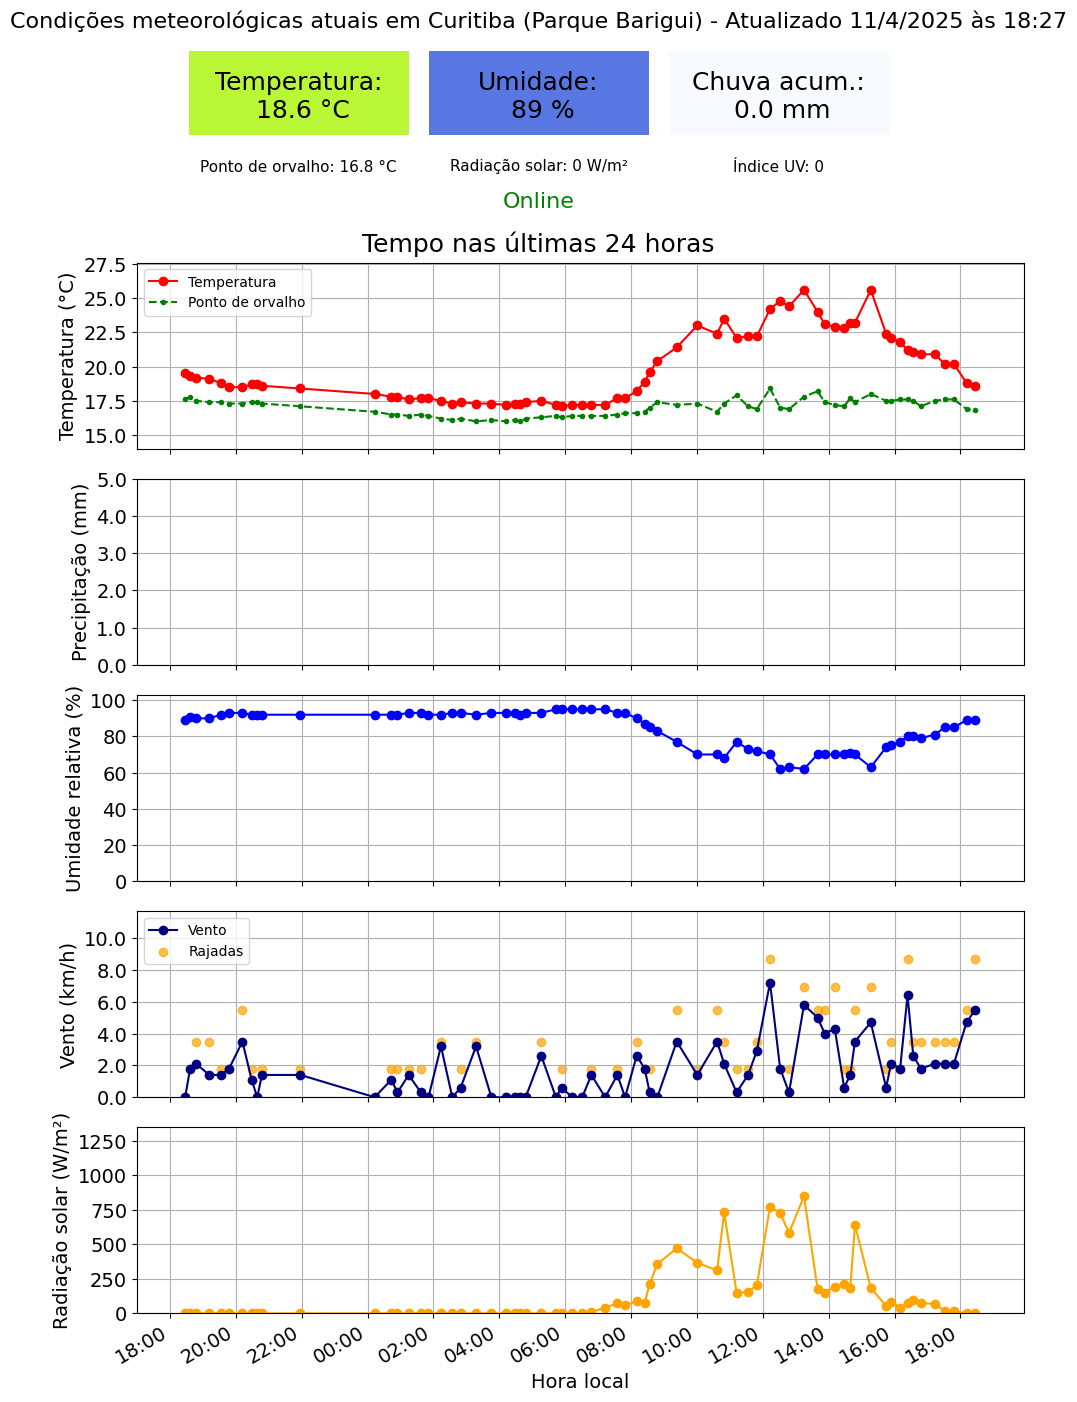 Condições meteorológicas atuais em Curitiba (Parque Barigui) - Atualizado 11/4/2025 às 18:27
Temperatura:
18.6 °C
Umidade:
89 %
Chuva acum.:
0.0 mm
Ponto de orvalho: 16.8 °C
Radiação solar: 0 W/m²
Índice UV: 0
Online
Tempo nas últimas 24 horas
Temperatura (°C)
27.5
25.0
22.5
20.0
17.5
15.0
Temperatura
Ponto de orvalho
Precipitação (mm)
5.0
4.0
3.0
2.0
1.0
0.0
Umidade relativa (%)
100
80
60
40
20
0
Vento (km/h)
10.0
8.0
6.0
4.0
2.0
0.0
Vento
Rajadas
Radiação solar (W/m²)
1250
1000
750
500
250
0
18:00
20:00
22:00
00:00
02:00
04:00
06:00
08:00
10:00
12:00
14:00
16:00
18:00
Hora local